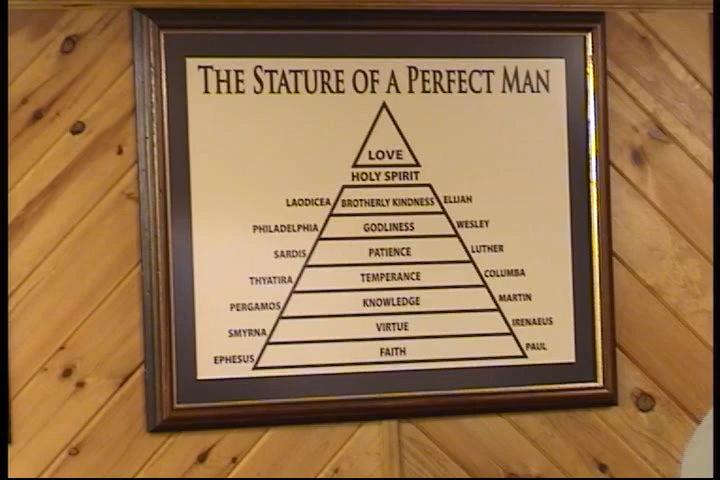 THE STATURE OF A PERFECT MAN
LOVE
HOLY SPIRIT
LAODICEA BROTHERLY KINDNESS ELIJAH
PHILADELPHIA GODLINESS WESLEY
SARDIS PATIENCE LUTHER
THYATIRA TEMPERANCE COLUMBA
PERGAMOS KNOWLEDGE MARTIN
SMYRNA VIRTUE IRENAEUS
EPHESUS FAITH PAUL